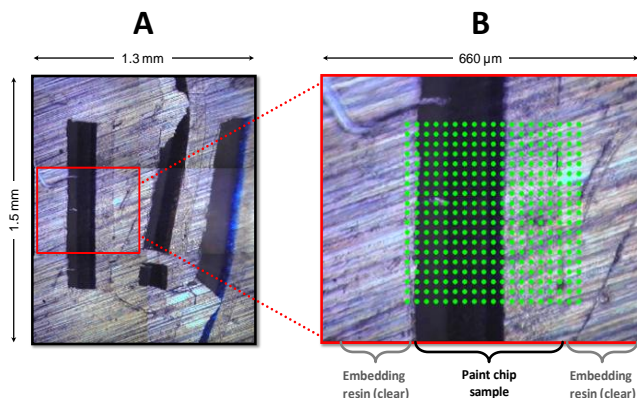 A
B
1.3 mm
660 µm
1.5 mm
Embedding
resin (clear)
Paint chip
sample
Embedding
resin (clear)